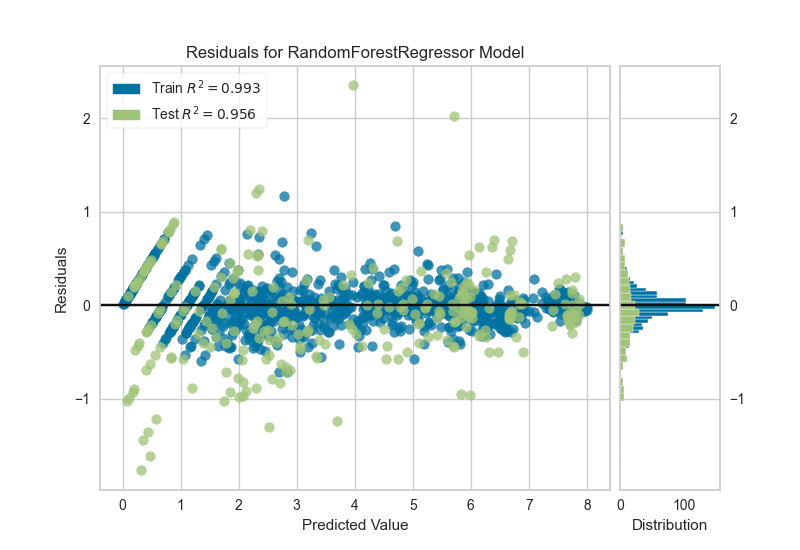 Residuals for RandomForestRegressor Model
Train R² = 0.993
Test R² = 0.956
Residuals
2
1
0
−1
0 1 2 3 4 5 6 7 8
Predicted Value
2
1
0
−1
0 100
Distribution